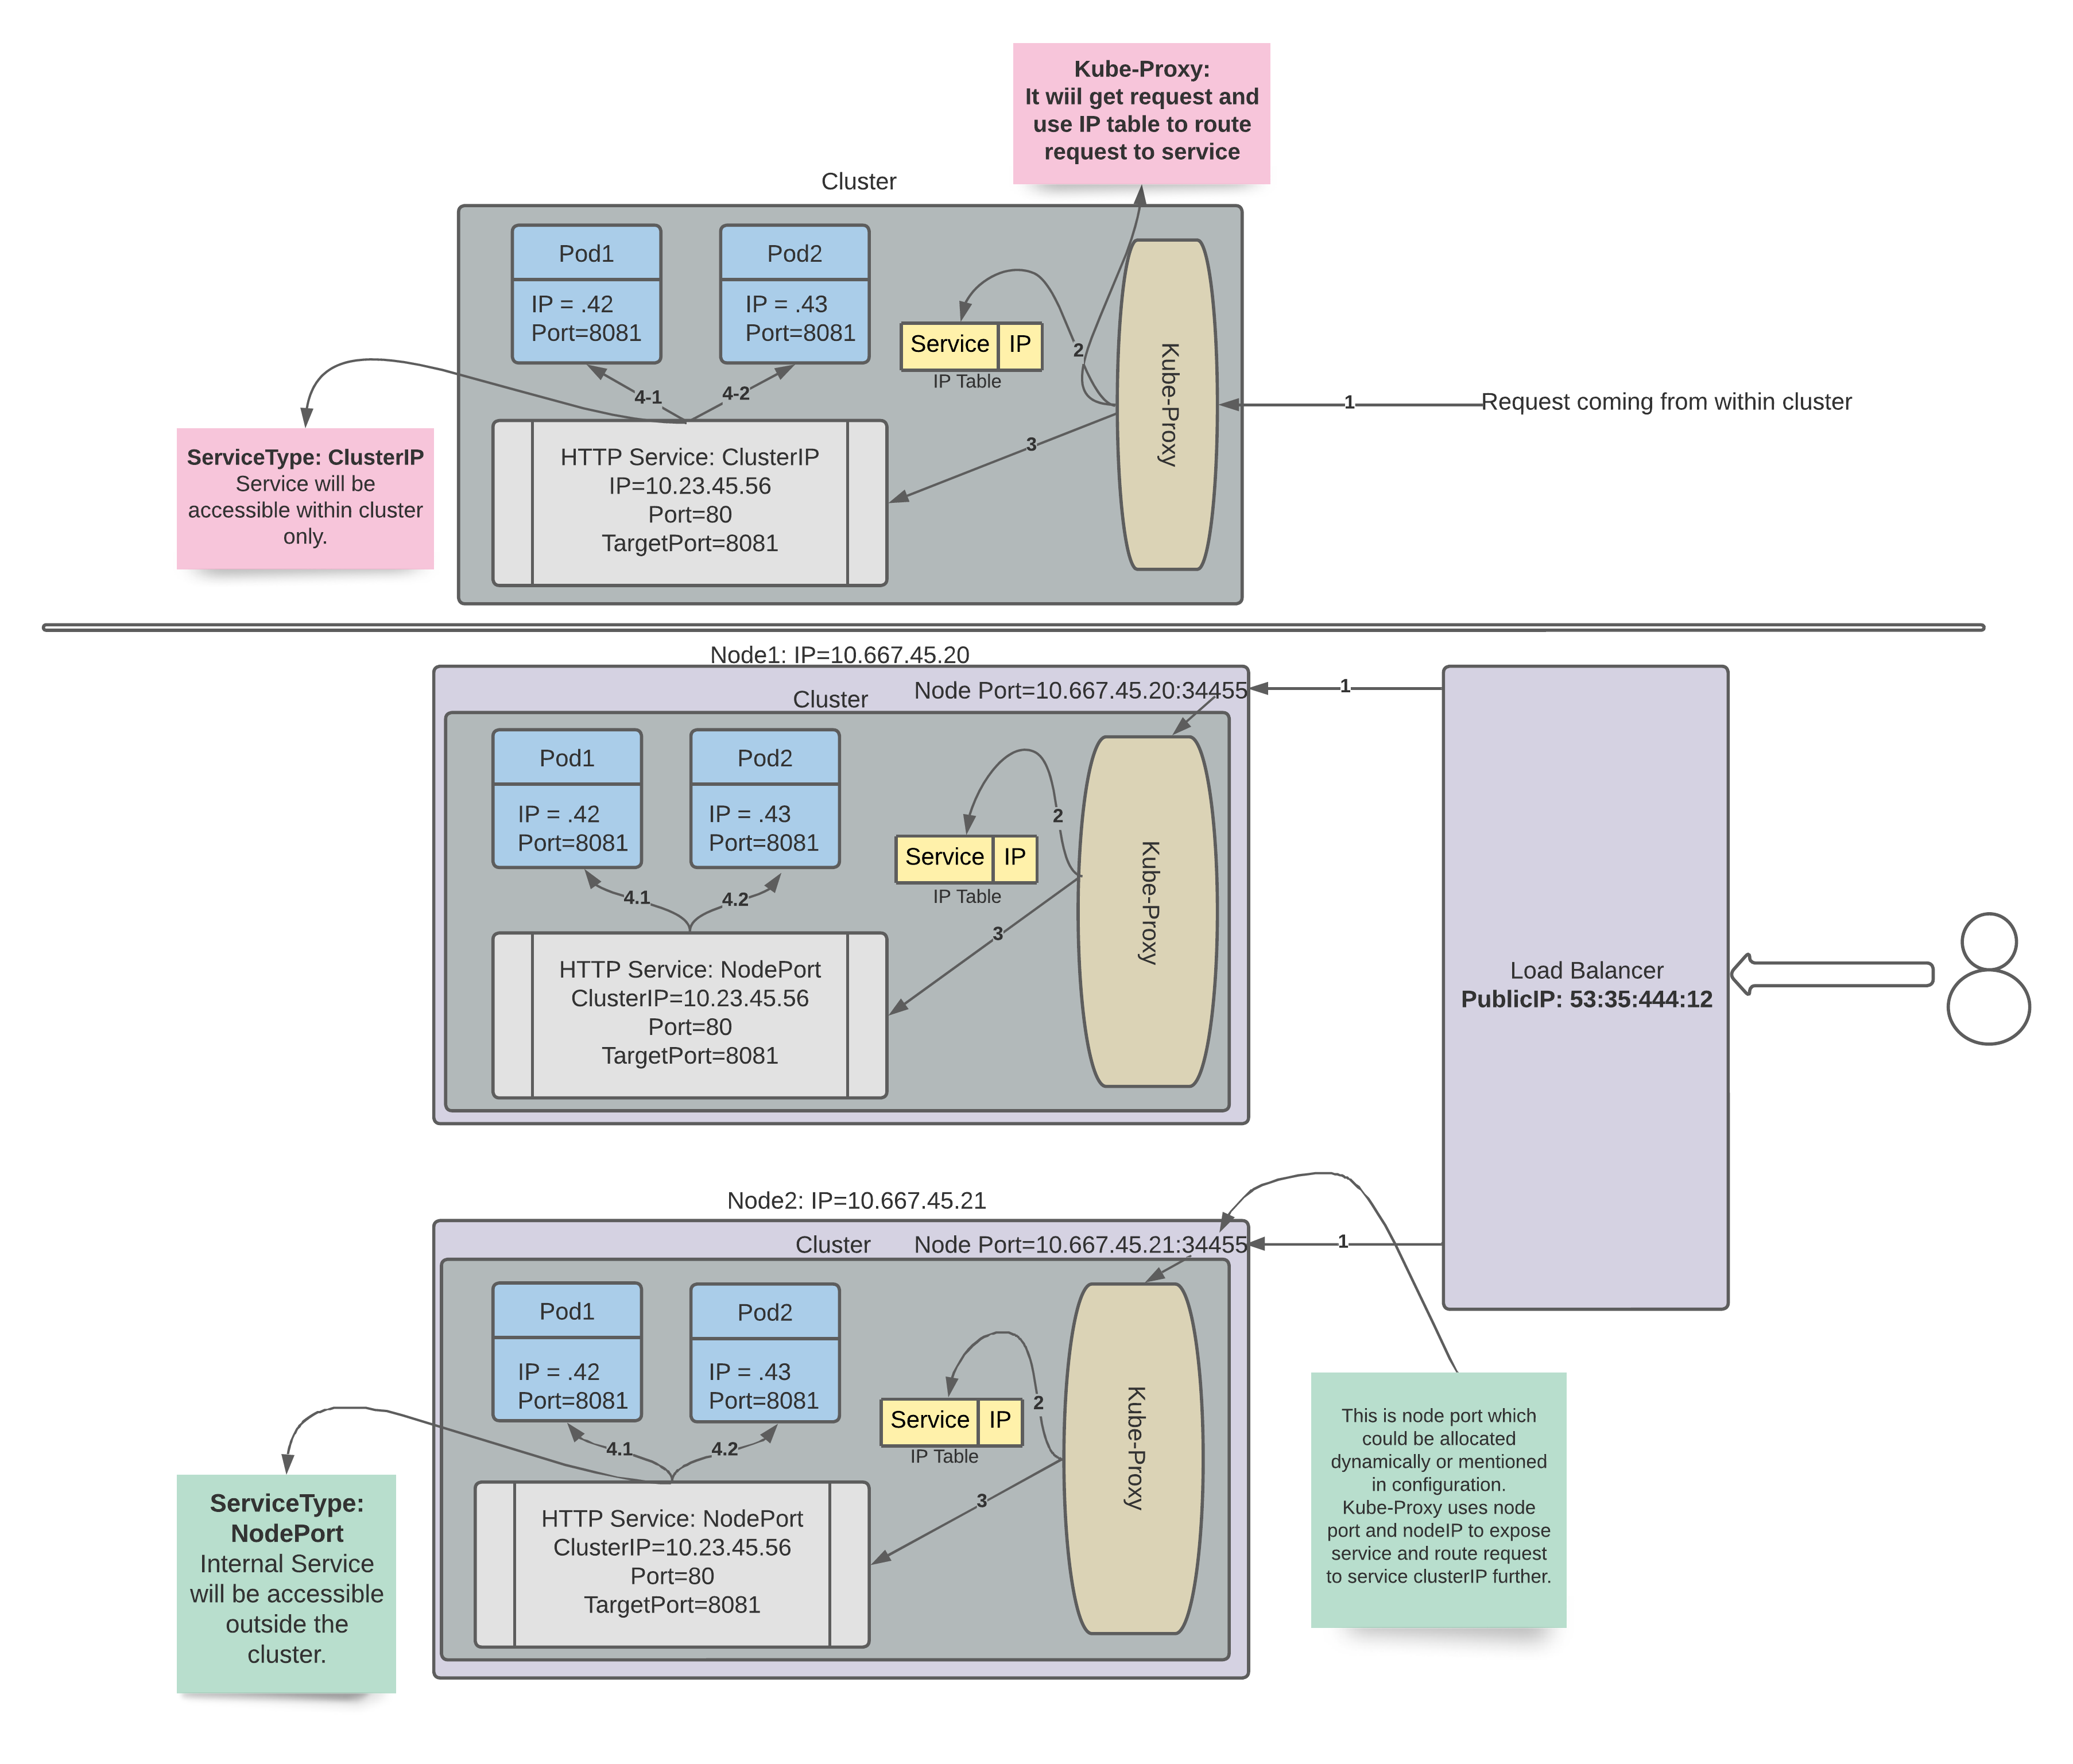 Kube-Proxy:
It wiil get request and
use IP table to route
request to service
Cluster
Pod1
IP = .42
Port=8081
Pod2
IP = .43
Port=8081
Service
IP
IP Table
2
Kube-Proxy
1
Request coming from within cluster
4-1
4-2
3
HTTP Service: ClusterIP
IP=10.23.45.56
Port=80
TargetPort=8081
ServiceType: ClusterIP
Service will be
accessible within cluster
only.
Node1: IP=10.667.45.20
Cluster
Node Port=10.667.45.20:34455
1
Pod1
IP = .42
Port=8081
Pod2
IP = .43
Port=8081
2
Service
IP
IP Table
Kube-Proxy
4.1
4.2
3
HTTP Service: NodePort
ClusterIP=10.23.45.56
Port=80
TargetPort=8081
Load Balancer
PublicIP: 53:35:444:12
Node2: IP=10.667.45.21
Cluster
Node Port=10.667.45.21:34455
1
Pod1
IP = .42
Port=8081
Pod2
IP = .43
Port=8081
2
Service
IP
IP Table
Kube-Proxy
4.1
4.2
3
HTTP Service: NodePort
ClusterIP=10.23.45.56
Port=80
TargetPort=8081
ServiceType:
NodePort
Internal Service
will be accessible
outside the
cluster.
This is node port which
could be allocated
dynamically or mentioned
in configuration.
Kube-Proxy uses node
port and nodeIP to expose
service and route request
to service clusterIP further.